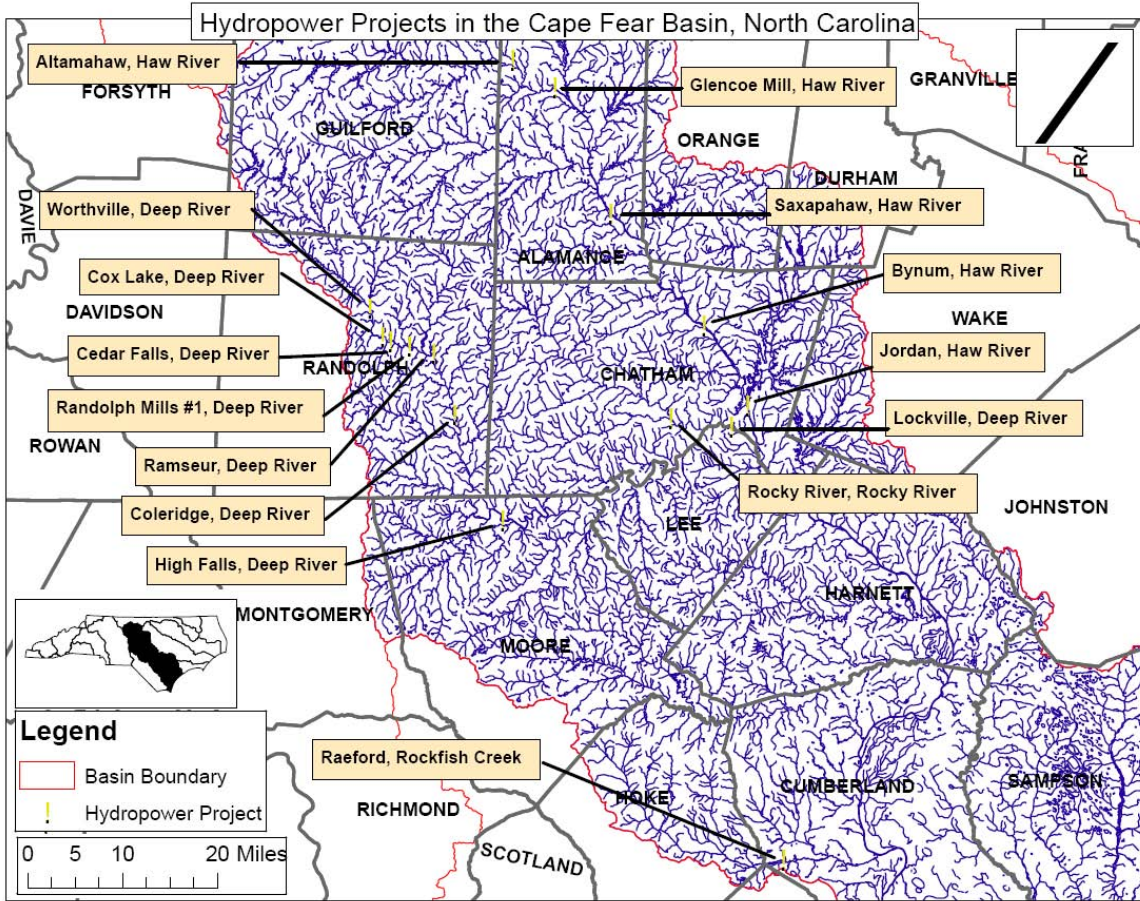 Hydropower Projects in the Cape Fear Basin, North Carolina
Altamahaw, Haw River
FORSYTH
GUILFORD
Glencoe Mill, Haw River
GRANVILLE
ORANGE
FRA
DURHAM
DAVIE
Worthville, Deep River
Saxapahaw, Haw River
ALAMANCE
Cox Lake, Deep River
Bynum, Haw River
DAVIDSON
WAKE
Cedar Falls, Deep River
RANDOLPH
CHATHAM
Jordan, Haw River
Randolph Mills #1, Deep River
Lockville, Deep River
ROWAN
Ramseur, Deep River
Rocky River, Rocky River
Coleridge, Deep River
JOHNSTON
LEE
High Falls, Deep River
HARNETT
MONTGOMERY
MOORE
Legend
Basin Boundary
Hydropower Project
0 5 10 20 Miles
Raeford, Rockfish Creek
RICHMOND
HOKE
CUMBERLAND
SAMPSON
SCOTLAND